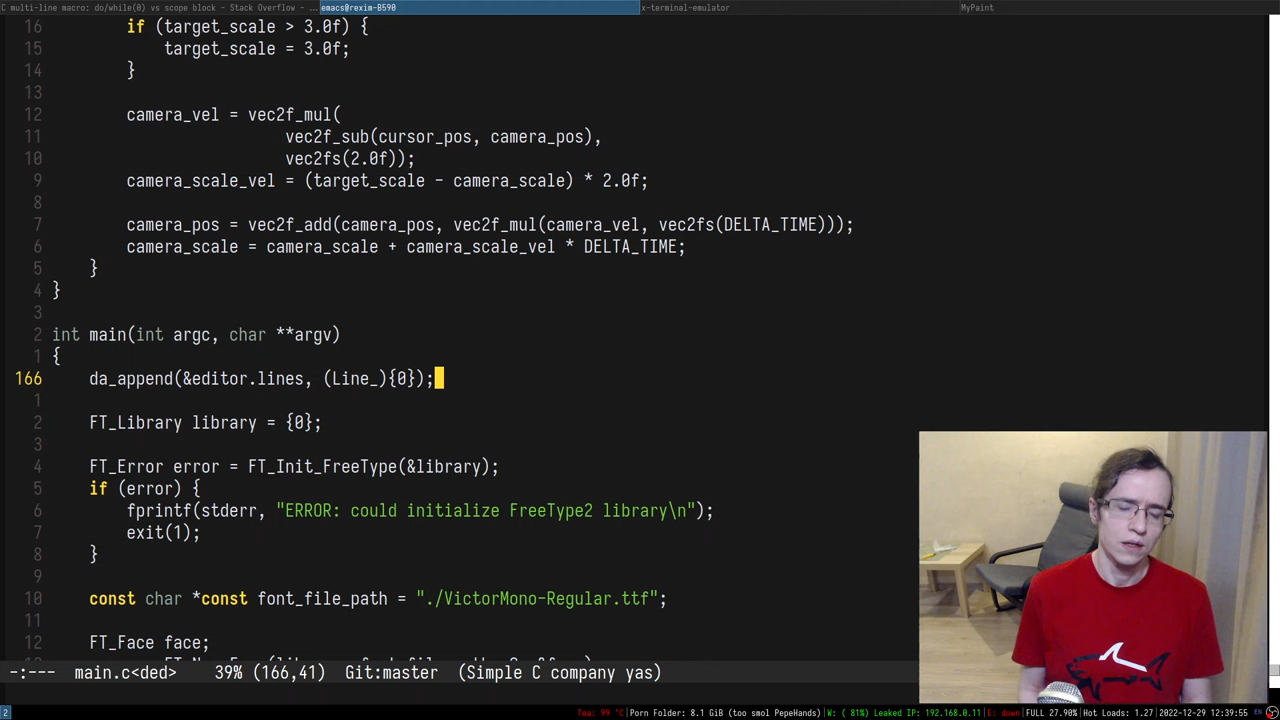 C multi-line macro: do/while(0) vs scope block - Stack Overflow - ... emacs@rexim-B590 x-terminal-emulator MyPaint
16 if (target_scale > 3.0f) {
15 target_scale = 3.0f;
14 }
13
12 camera_vel = vec2f_mul(
11 vec2f_sub(cursor_pos, camera_pos),
10 vec2fs(2.0f));
9 camera_scale_vel = (target_scale - camera_scale) * 2.0f;
8
7 camera_pos = vec2f_add(camera_pos, vec2f_mul(camera_vel, vec2fs(DELTA_TIME)));
6 camera_scale = camera_scale + camera_scale_vel * DELTA_TIME;
5 }
4 }
3
2 int main(int argc, char **argv)
1 {
166 da_append(&editor.lines, (Line_){0});
1
2 FT_Library library = {0};
3
4 FT_Error error = FT_Init_FreeType(&library);
5 if (error) {
6 fprintf(stderr, "ERROR: could initialize FreeType2 library\n");
7 exit(1);
8 }
9
10 const char *const font_file_path = "./VictorMono-Regular.ttf";
11
12 FT_Face face;
-:--- main.c<ded> 39% (166,41) Git:master (Simple C company yas)
2 Tea: 99 °C | Porn Folder: 8.1 GiB (too smol PepeHands) | W: ( 81%) Leaked IP: 192.168.0.11 | E: down | FULL 27.90% | Hot Loads: 1.27 | 2022-12-29 12:39:55 EN